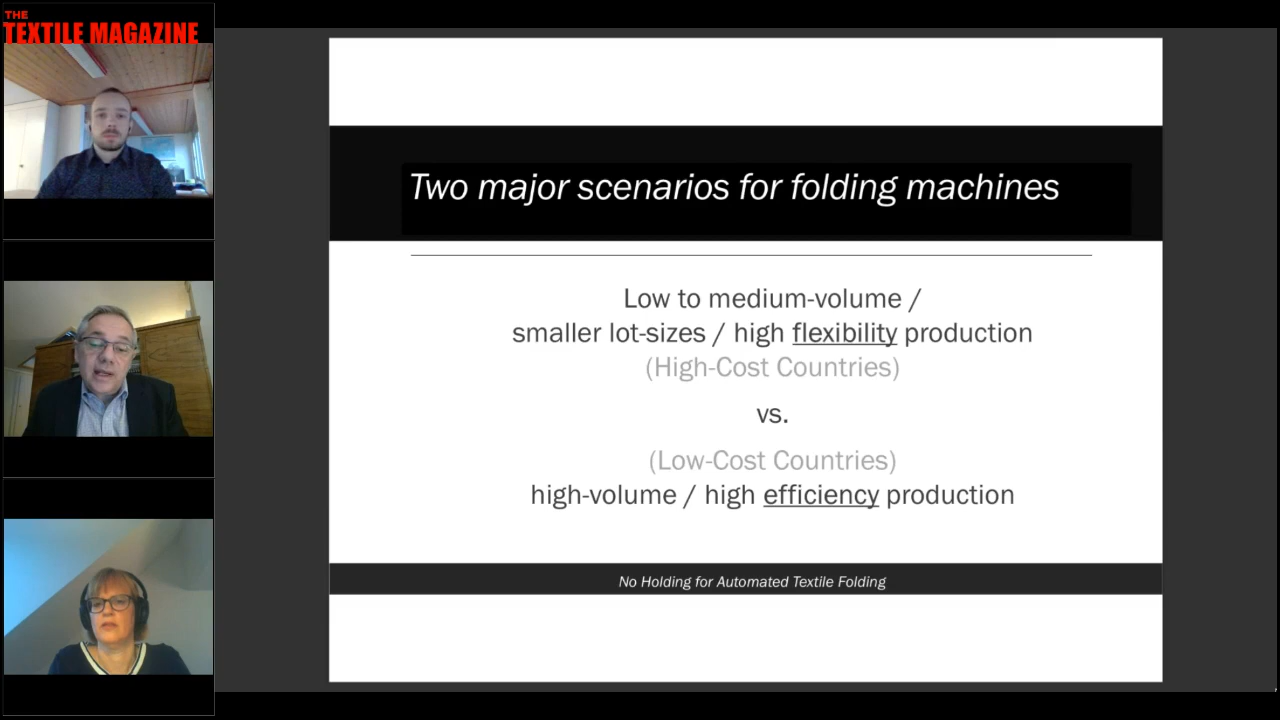 THE
TEXTILE MAGAZINE
Two major scenarios for folding machines
Low to medium-volume /
smaller lot-sizes / high flexibility production
(High-Cost Countries)
vs.
(Low-Cost Countries)
high-volume / high efficiency production
No Holding for Automated Textile Folding